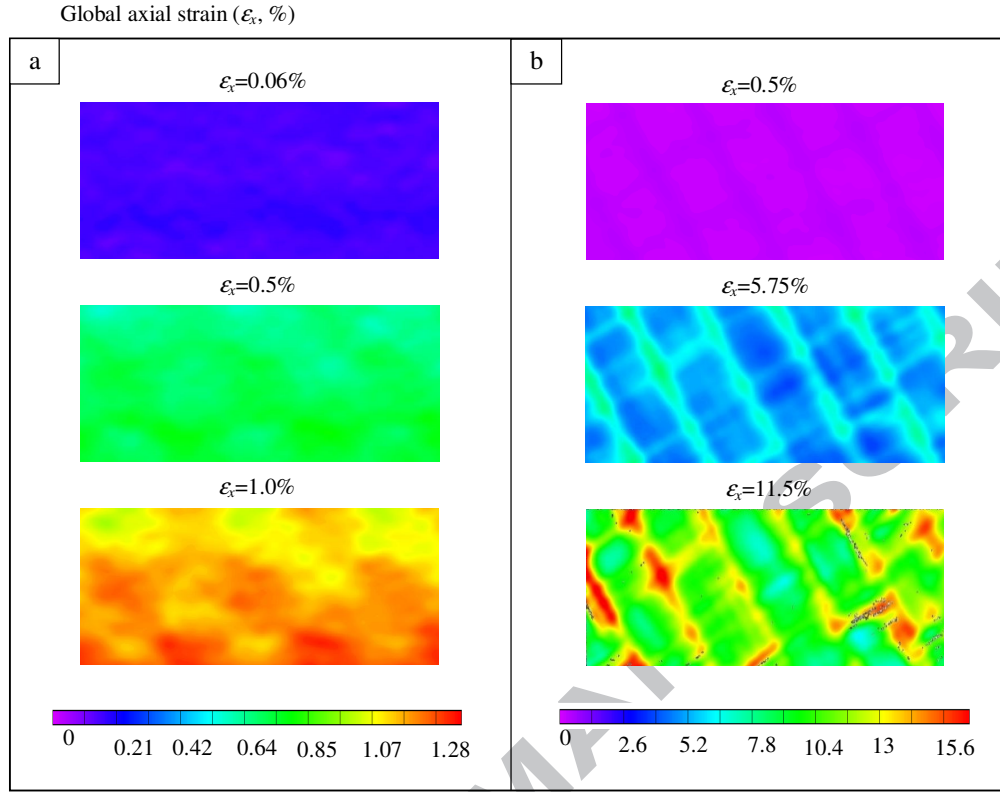 Global axial strain (εx, %)
a
εx=0.06%
εx=0.5%
εx=1.0%
0 0.21 0.42 0.64 0.85 1.07 1.28
b
εx=0.5%
εx=5.75%
εx=11.5%
0 2.6 5.2 7.8 10.4 13 15.6